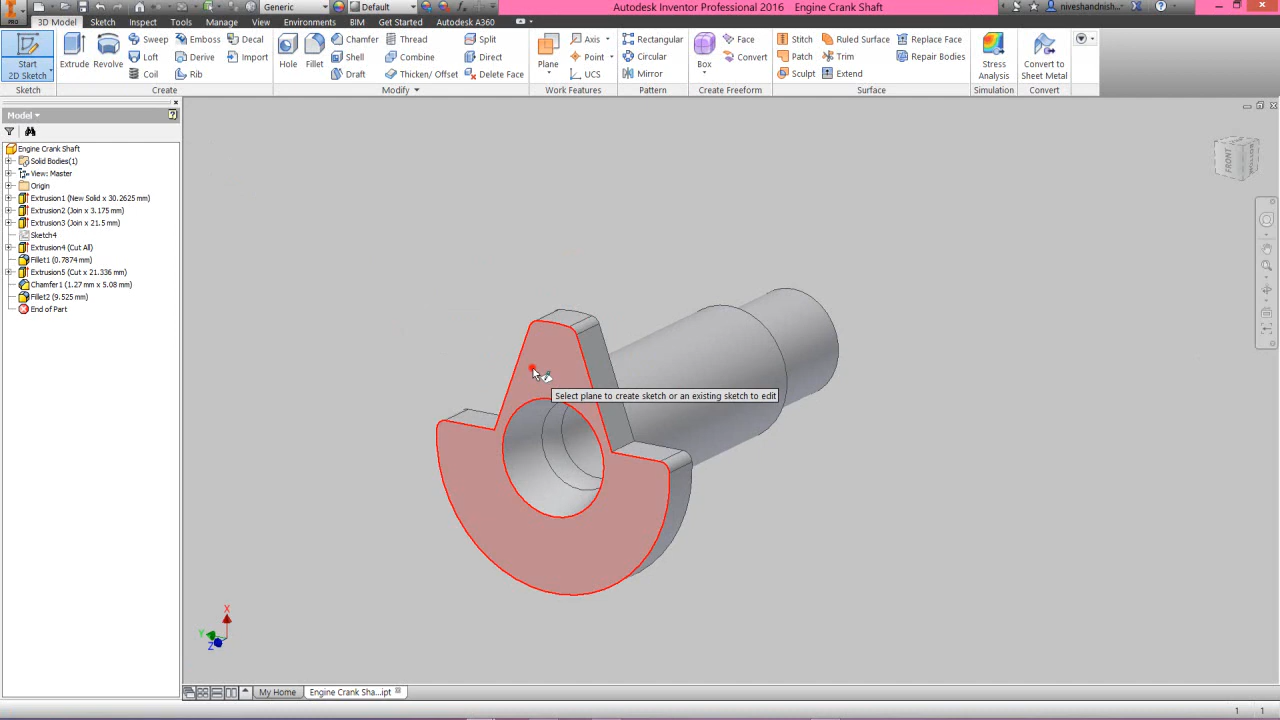 Autodesk Inventor Professional 2016 Engine Crank Shaft
Generic Default niveshandnish...
PRO 3D Model Sketch Inspect Tools Manage View Environments BIM Get Started Autodesk A360
Start
2D Sketch
Sketch
Extrude Revolve Sweep Emboss Decal
Loft Derive Import
Coil Rib
Create
Hole Fillet Chamfer Thread Split
Shell Combine Direct
Draft Thicken/ Offset Delete Face
Modify
Plane Axis
Point
UCS
Work Features
Rectangular
Circular
Mirror
Pattern
Box Face
Convert
Create Freeform
Stitch Ruled Surface Replace Face
Patch Trim Repair Bodies
Sculpt Extend
Surface
Stress
Analysis
Simulation
Convert to
Sheet Metal
Convert
Model
Engine Crank Shaft
Solid Bodies(1)
View: Master
Origin
Extrusion1 (New Solid x 30.2625 mm)
Extrusion2 (Join x 3.175 mm)
Extrusion3 (Join x 21.5 mm)
Sketch4
Extrusion4 (Cut All)
Fillet1 (0.7874 mm)
Extrusion5 (Cut x 21.336 mm)
Chamfer1 (1.27 mm x 5.08 mm)
Fillet2 (9.525 mm)
End of Part
FRONT
Select plane to create sketch or an existing sketch to edit
X
Y
Z
My Home Engine Crank Sha...ipt
1 1